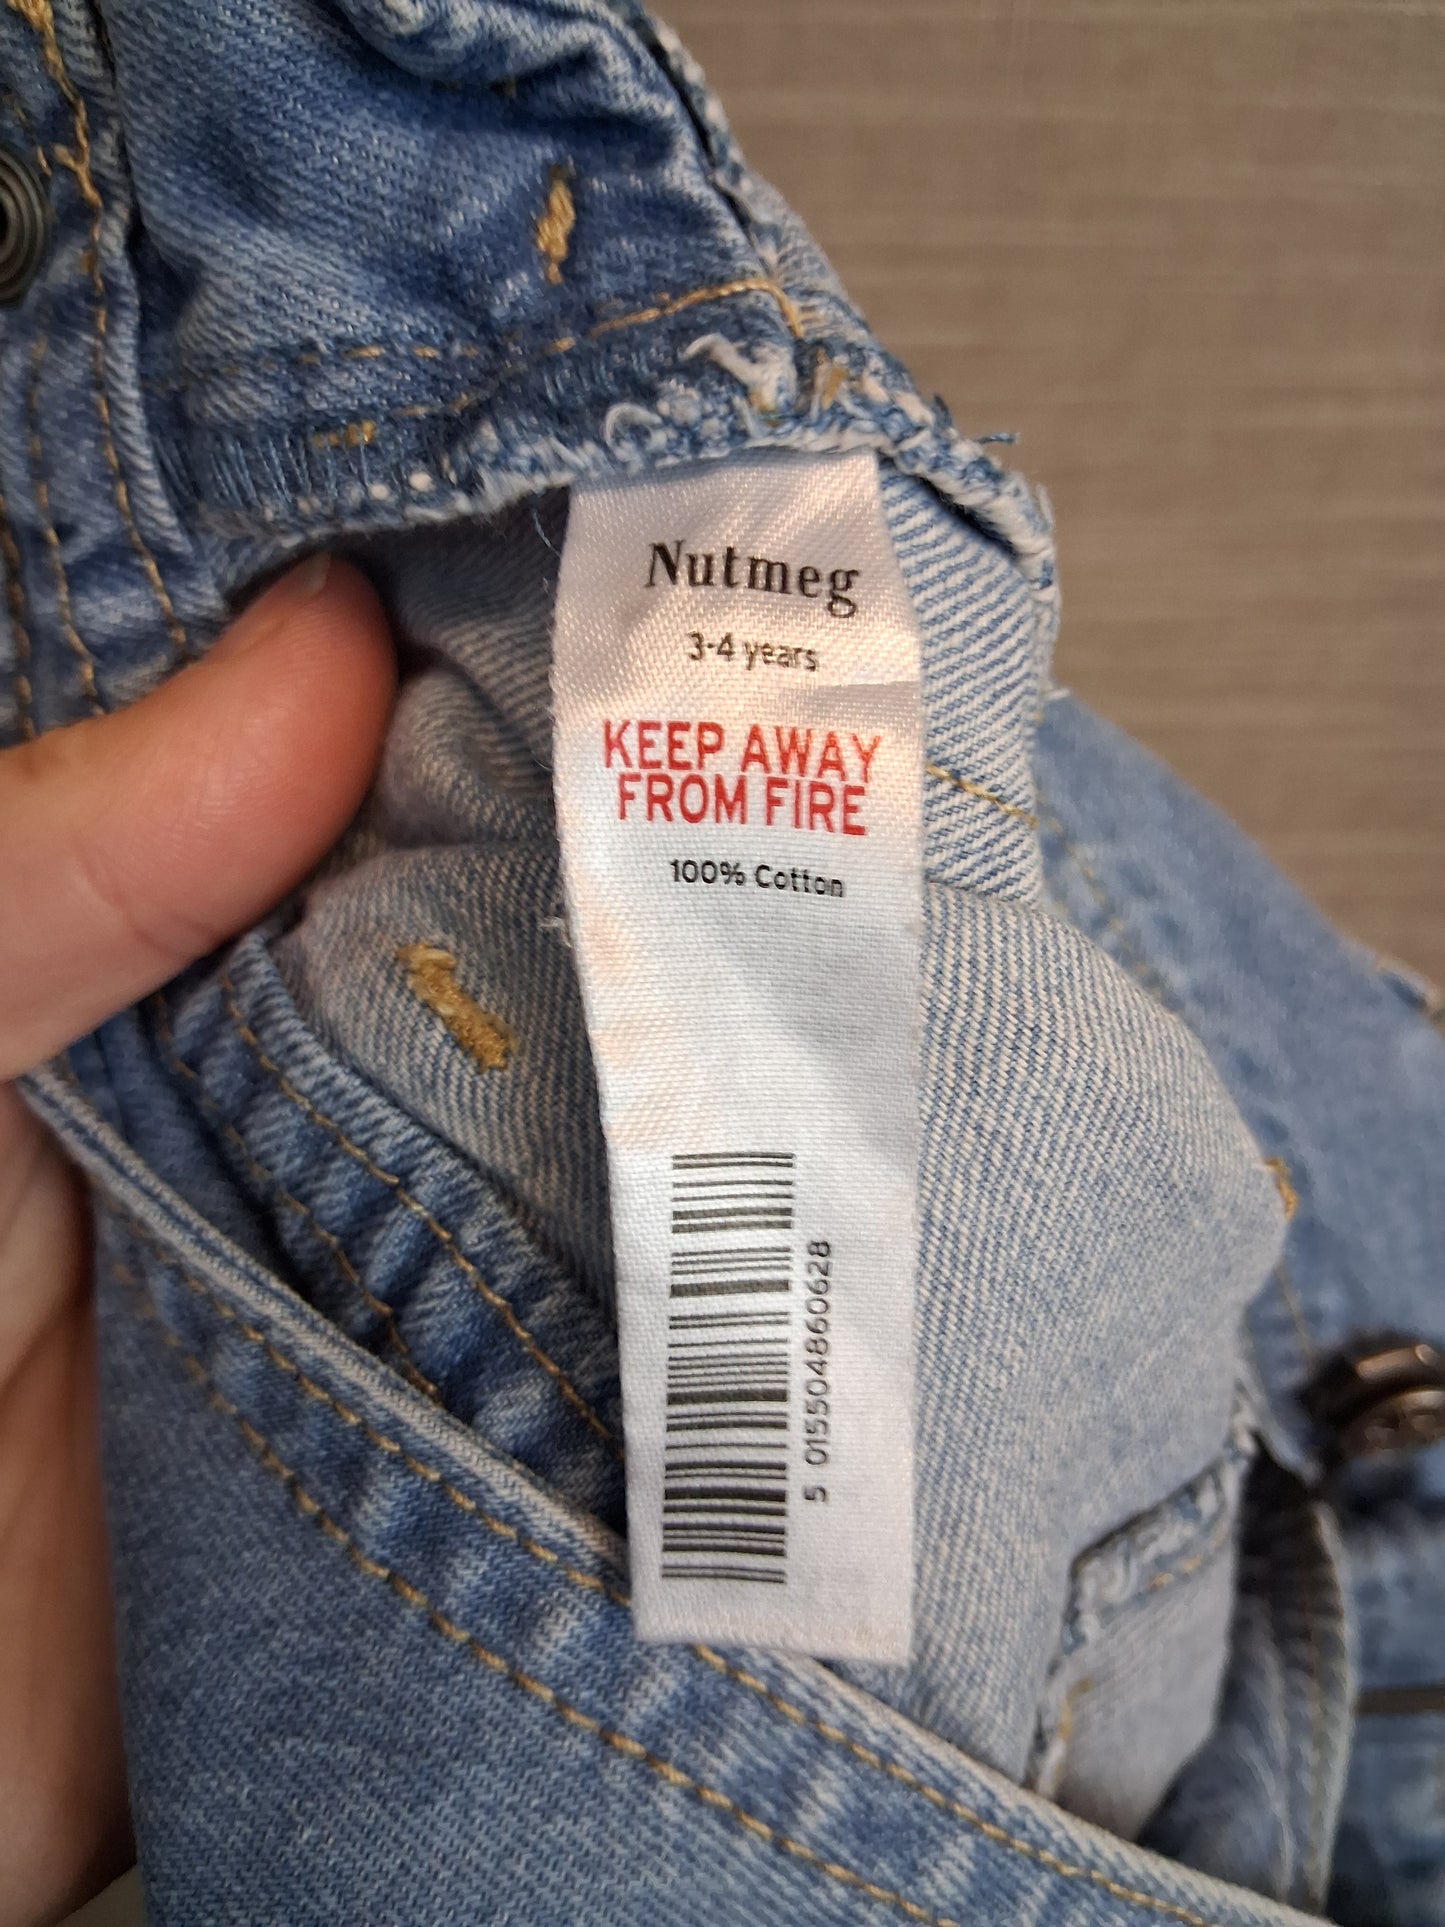 Nutmeg
3-4 years
KEEP AWAY
FROM FIRE
100% Cotton
5 015504860628